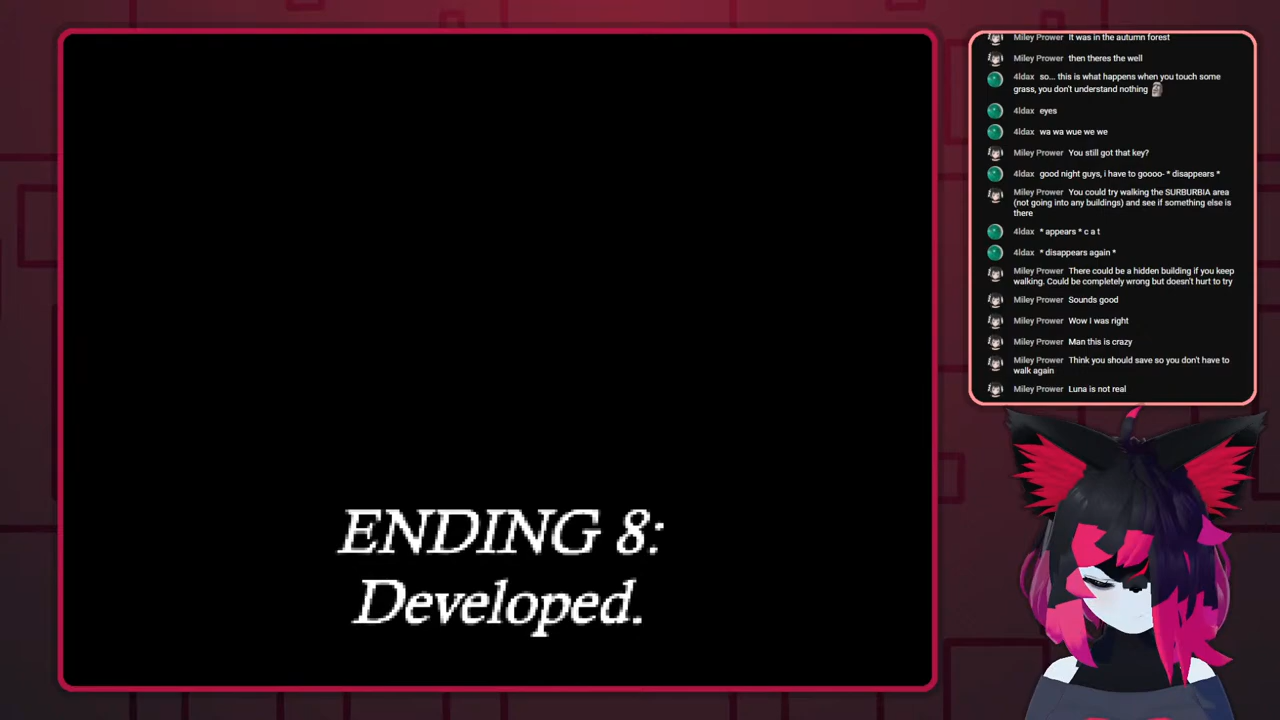 ENDING 8:
Developed.
Miley Prower It was in the autumn forest
Miley Prower then theres the well
4ldax so... this is what happens when you touch some
grass, you don't understand nothing
4ldax eyes
4ldax wa wa wue we we
Miley Prower You still got that key?
4ldax good night guys, i have to goooo- * disappears *
Miley Prower You could try walking the SURBURBIA area
(not going into any buildings) and see if something else is
there
4ldax * appears * c a t
4ldax * disappears again *
Miley Prower There could be a hidden building if you keep
walking. Could be completely wrong but doesn't hurt to try
Miley Prower Sounds good
Miley Prower Wow I was right
Miley Prower Man this is crazy
Miley Prower Think you should save so you don't have to
walk again
Miley Prower Luna is not real